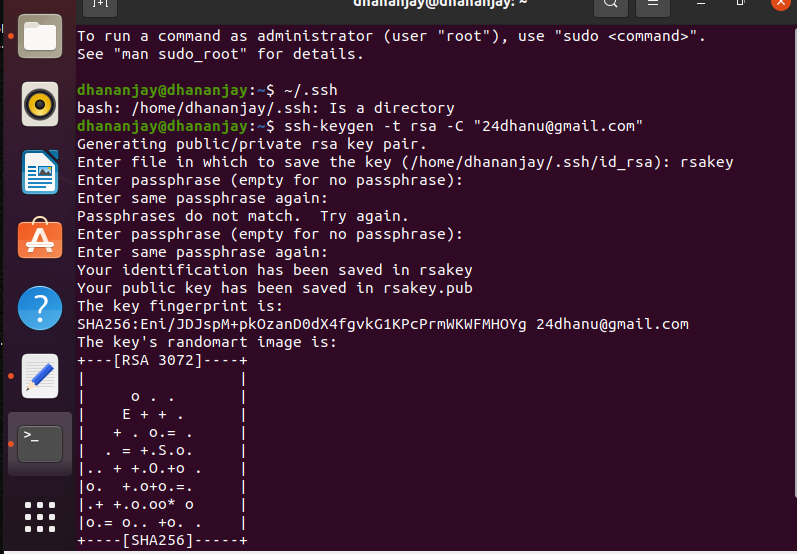 dhananjay@dhananjay: ~
To run a command as administrator (user "root"), use "sudo <command>".
See "man sudo_root" for details.
dhananjay@dhananjay:~$ ~/.ssh
bash: /home/dhananjay/.ssh: Is a directory
dhananjay@dhananjay:~$ ssh-keygen -t rsa -C "24dhanu@gmail.com"
Generating public/private rsa key pair.
Enter file in which to save the key (/home/dhananjay/.ssh/id_rsa): rsakey
Enter passphrase (empty for no passphrase):
Enter same passphrase again:
Passphrases do not match.  Try again.
Enter passphrase (empty for no passphrase):
Enter same passphrase again:
Your identification has been saved in rsakey
Your public key has been saved in rsakey.pub
The key fingerprint is:
SHA256:Eni/JDJspM+pkOzanD0dX4fgvkG1KPcPrmWKWFMHOYg 24dhanu@gmail.com
The key's randomart image is:
+---[RSA 3072]----+
|                 |
|     o . .       |
|    E + + .      |
|   + . o.= .     |
|  . = +.S.o.     |
|.. + +.O.+o .    |
|o.  +.o+o.=.     |
|.+ +.o.oo* o     |
|o.= o.. +o. .    |
+----[SHA256]-----+